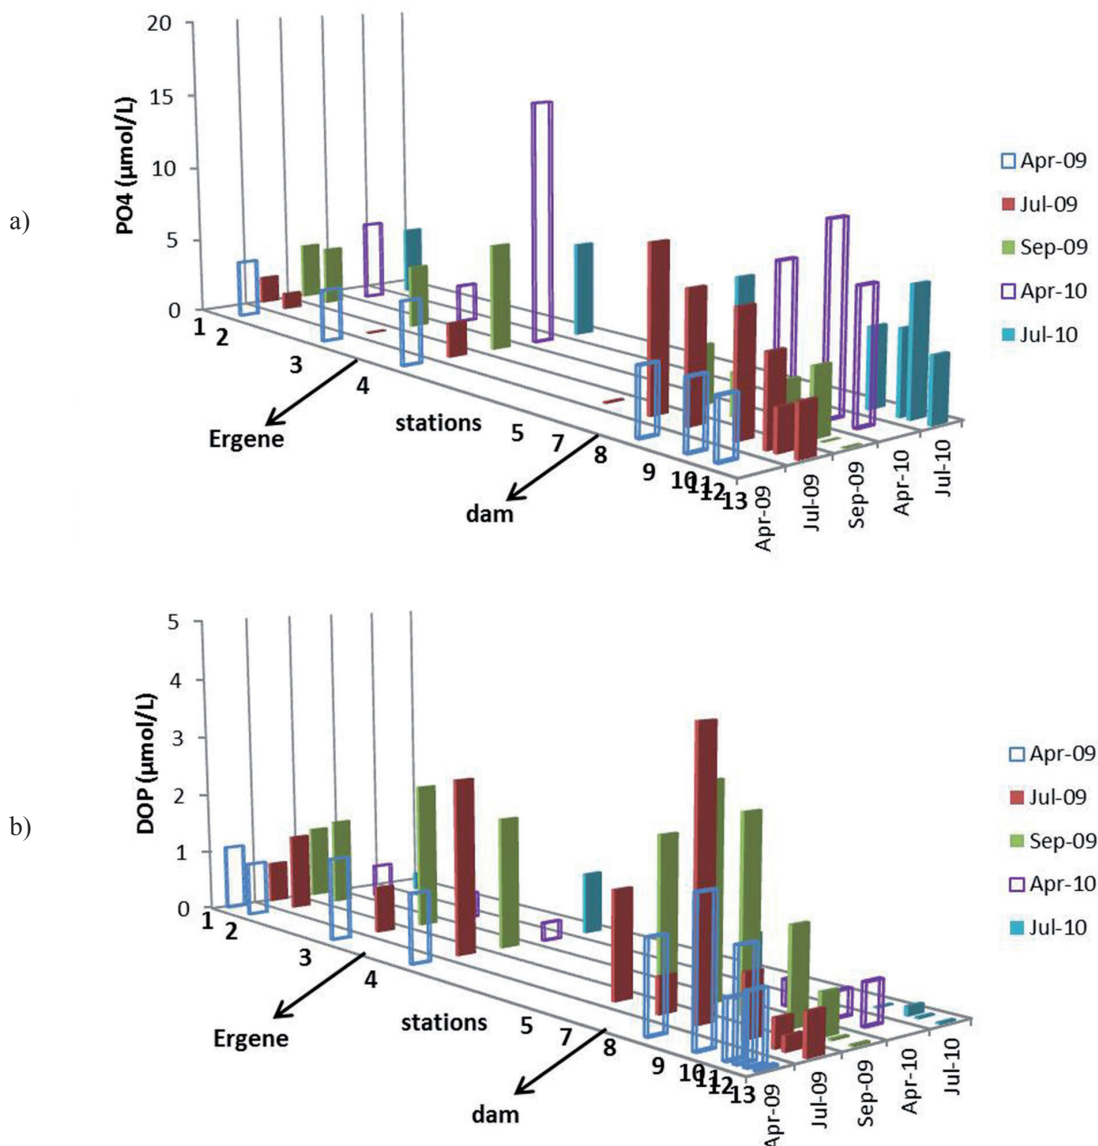 a)
PO4 (µmol/L)
20
15
10
5
0
1
2
3
4
5
7
8
9
10
11
12
13
Ergene
stations
dam
Apr-09
Jul-09
Sep-09
Apr-10
Jul-10
Apr-09
Jul-09
Sep-09
Apr-10
Jul-10
b)
DOP (µmol/L)
5
4
3
2
1
0
1
2
3
4
5
7
8
9
10
11
12
13
Ergene
stations
dam
Apr-09
Jul-09
Sep-09
Apr-10
Jul-10
Apr-09
Jul-09
Sep-09
Apr-10
Jul-10